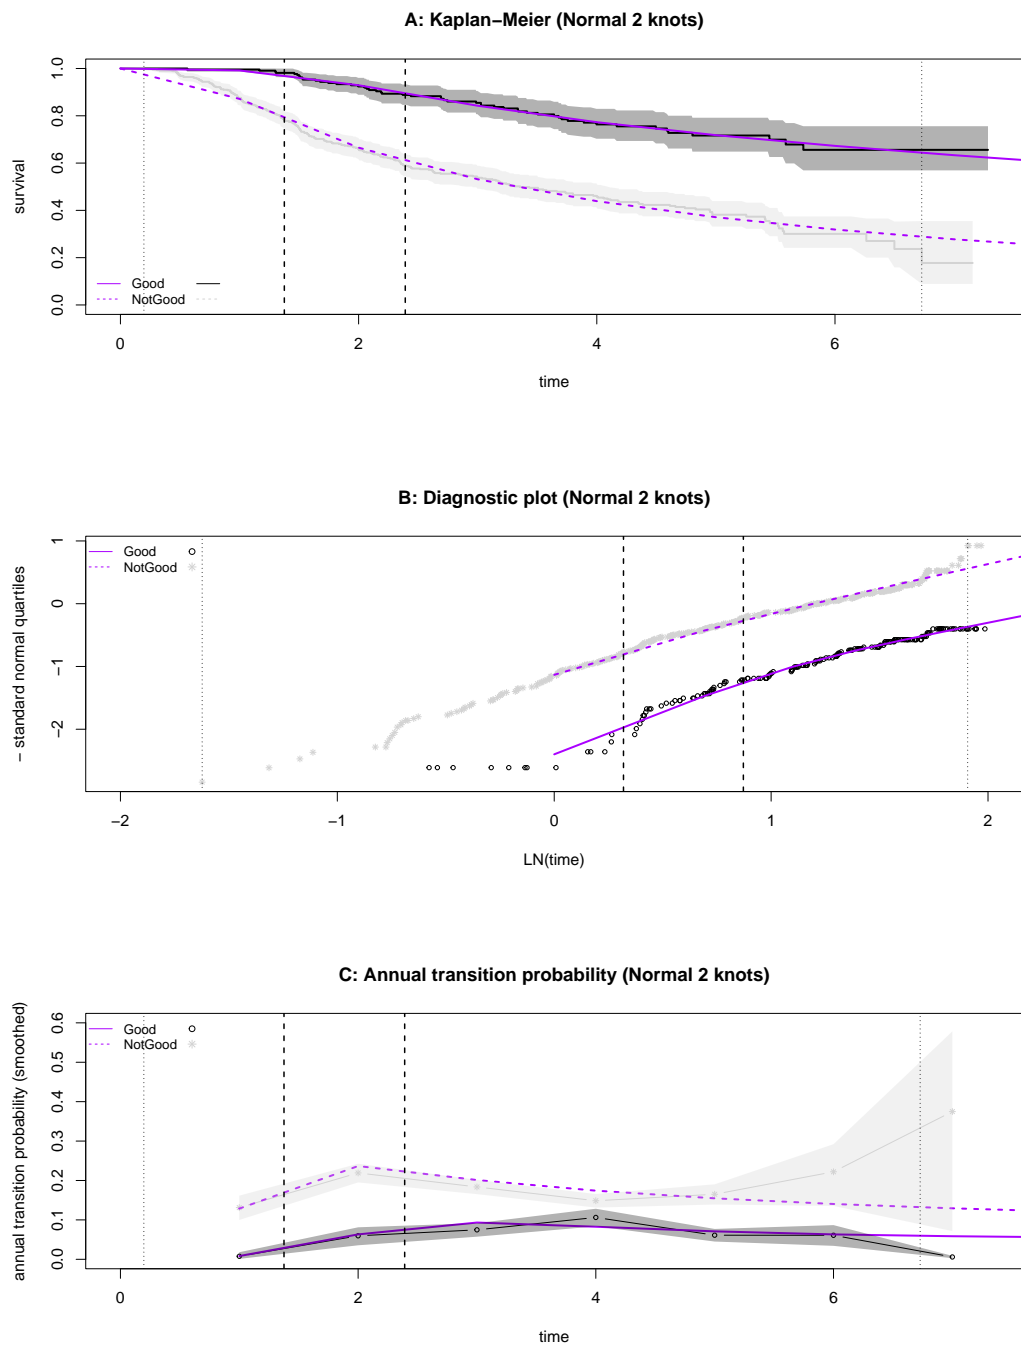 A: Kaplan−Meier (Normal 2 knots)
survival
1.0
0.8
0.6
0.4
0.2
0.0
Good
NotGood
0 2 4 6
time
B: Diagnostic plot (Normal 2 knots)
− standard normal quartiles
1
0
−1
−2
Good
NotGood
−2 −1 0 1 2
LN(time)
C: Annual transition probability (Normal 2 knots)
annual transition probability (smoothed)
0.6
0.5
0.4
0.3
0.2
0.1
0.0
Good
NotGood
0 2 4 6
time